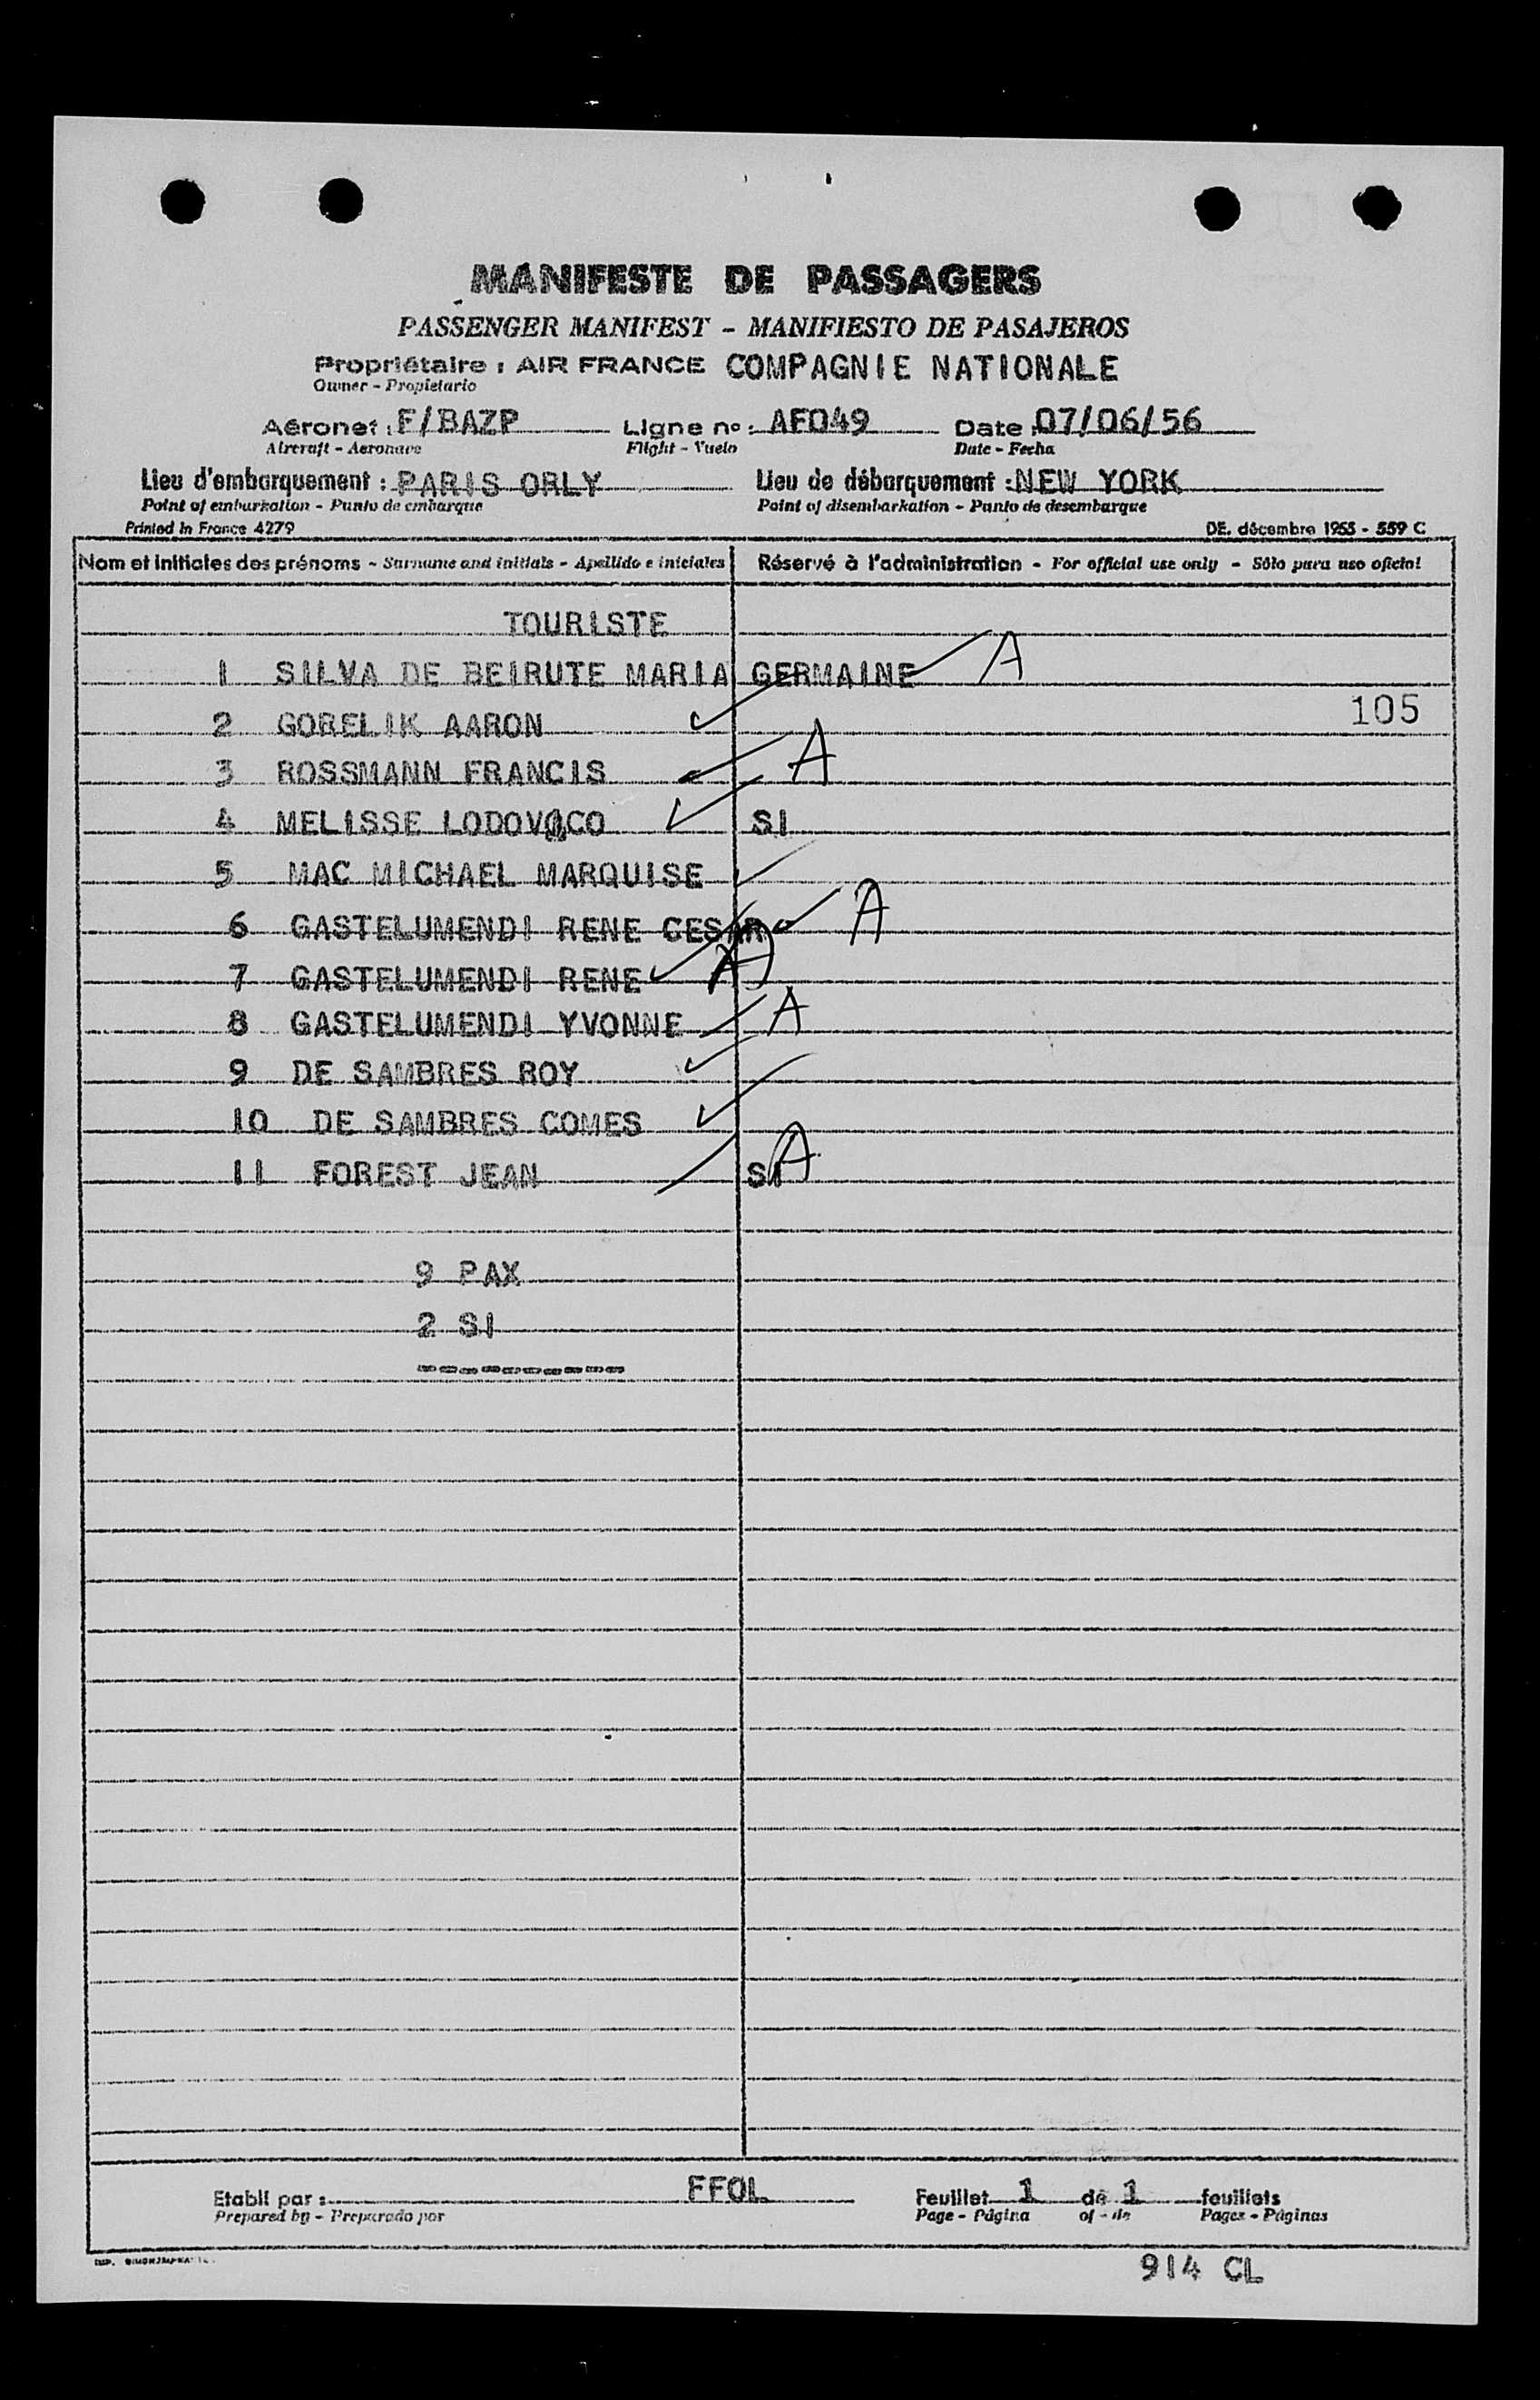 MANIFESTE DE PASSAGERS
PASSENGER MANIFEST - MANIFIESTO DE PASAJEROS
Propriétaire : AIR FRANCE COMPAGNIE NATIONALE
Owner - Propietario
Aéronef : F/BAZP Ligne no : AF049 Date : 07/06/56
Aircraft - Aeronave Flight - Vuelo Date - Fecha
Lieu d'embarquement : PARIS ORLY Lieu de débarquement : NEW YORK
Point of embarkation - Punto de embarque Point of disembarkation - Punto de desembarque
Printed in France 4279 DE. décembre 1955 - 559 C
Nom et initiales des prénoms - Surname and initials - Apellido e iniciales Réservé à l'administration - For official use only - Sólo para uso oficial
TOURISTE
1 SILVA DE BEIRUTE MARIA GERMAINE A
105
2 GORELIK AARON
3 ROSSMANN FRANCIS A
4 MELISSE LODOVICO SI
5 MAC MICHAEL MARQUISE
6 GASTELUMENDI RENE CESAR A
7 GASTELUMENDI RENE A
8 GASTELUMENDI YVONNE A
9 DE SAMBRES ROY
10 DE SAMBRES COMES
11 FOREST JEAN SI A
9 PAX
2 SI
----------
Etabli par : FFOL Feuillet 1 de 1 feuillets
Prepared by - Preparado por Page - Página of - de Pages - Páginas
914 CL